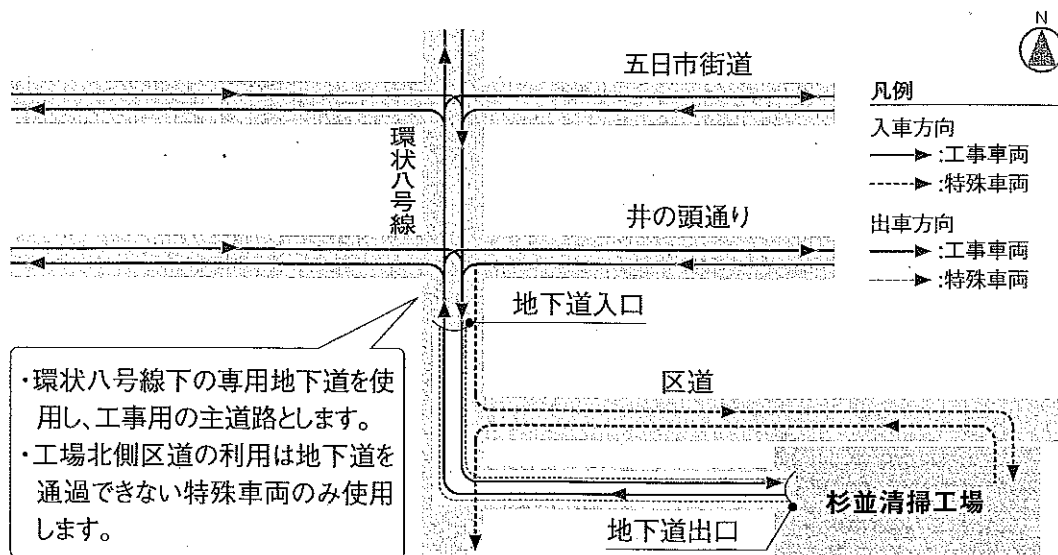 N
五日市街道
凡例
入車方向
:工事車両
:特殊車両
出車方向
:工事車両
:特殊車両
環状八号線
井の頭通り
地下道入口
・環状八号線下の専用地下道を使
用し、工事用の主道路とします。
・工場北側区道の利用は地下道を
通過できない特殊車両のみ使用
します。
区道
杉並清掃工場
地下道出口